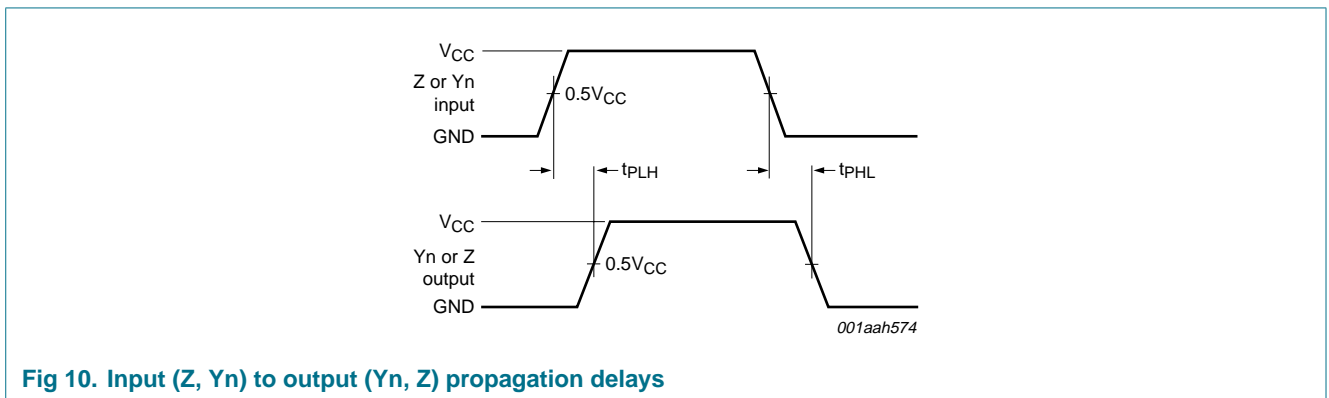 VCC
Z or Yn
input
0.5VCC
GND
tPLH
tPHL
VCC
Yn or Z
output
0.5VCC
GND
001aah574
Fig 10. Input (Z, Yn) to output (Yn, Z) propagation delays